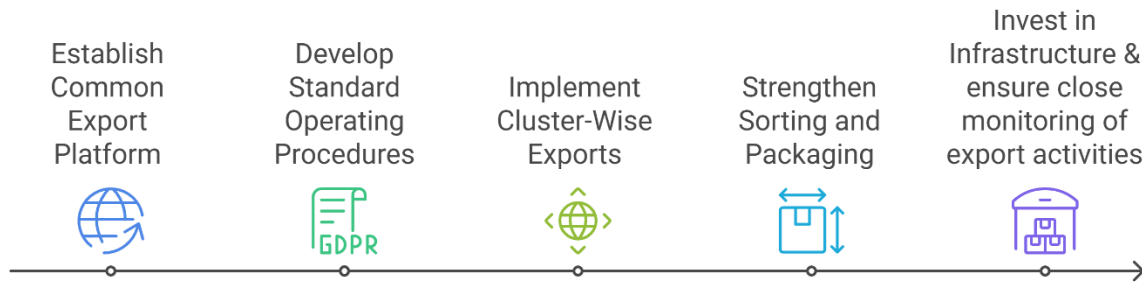 Establish
Common
Export
Platform
Develop
Standard
Operating
Procedures
GDPR
Implement
Cluster-Wise
Exports
Strengthen
Sorting and
Packaging
Invest in
Infrastructure &
ensure close
monitoring of
export activities